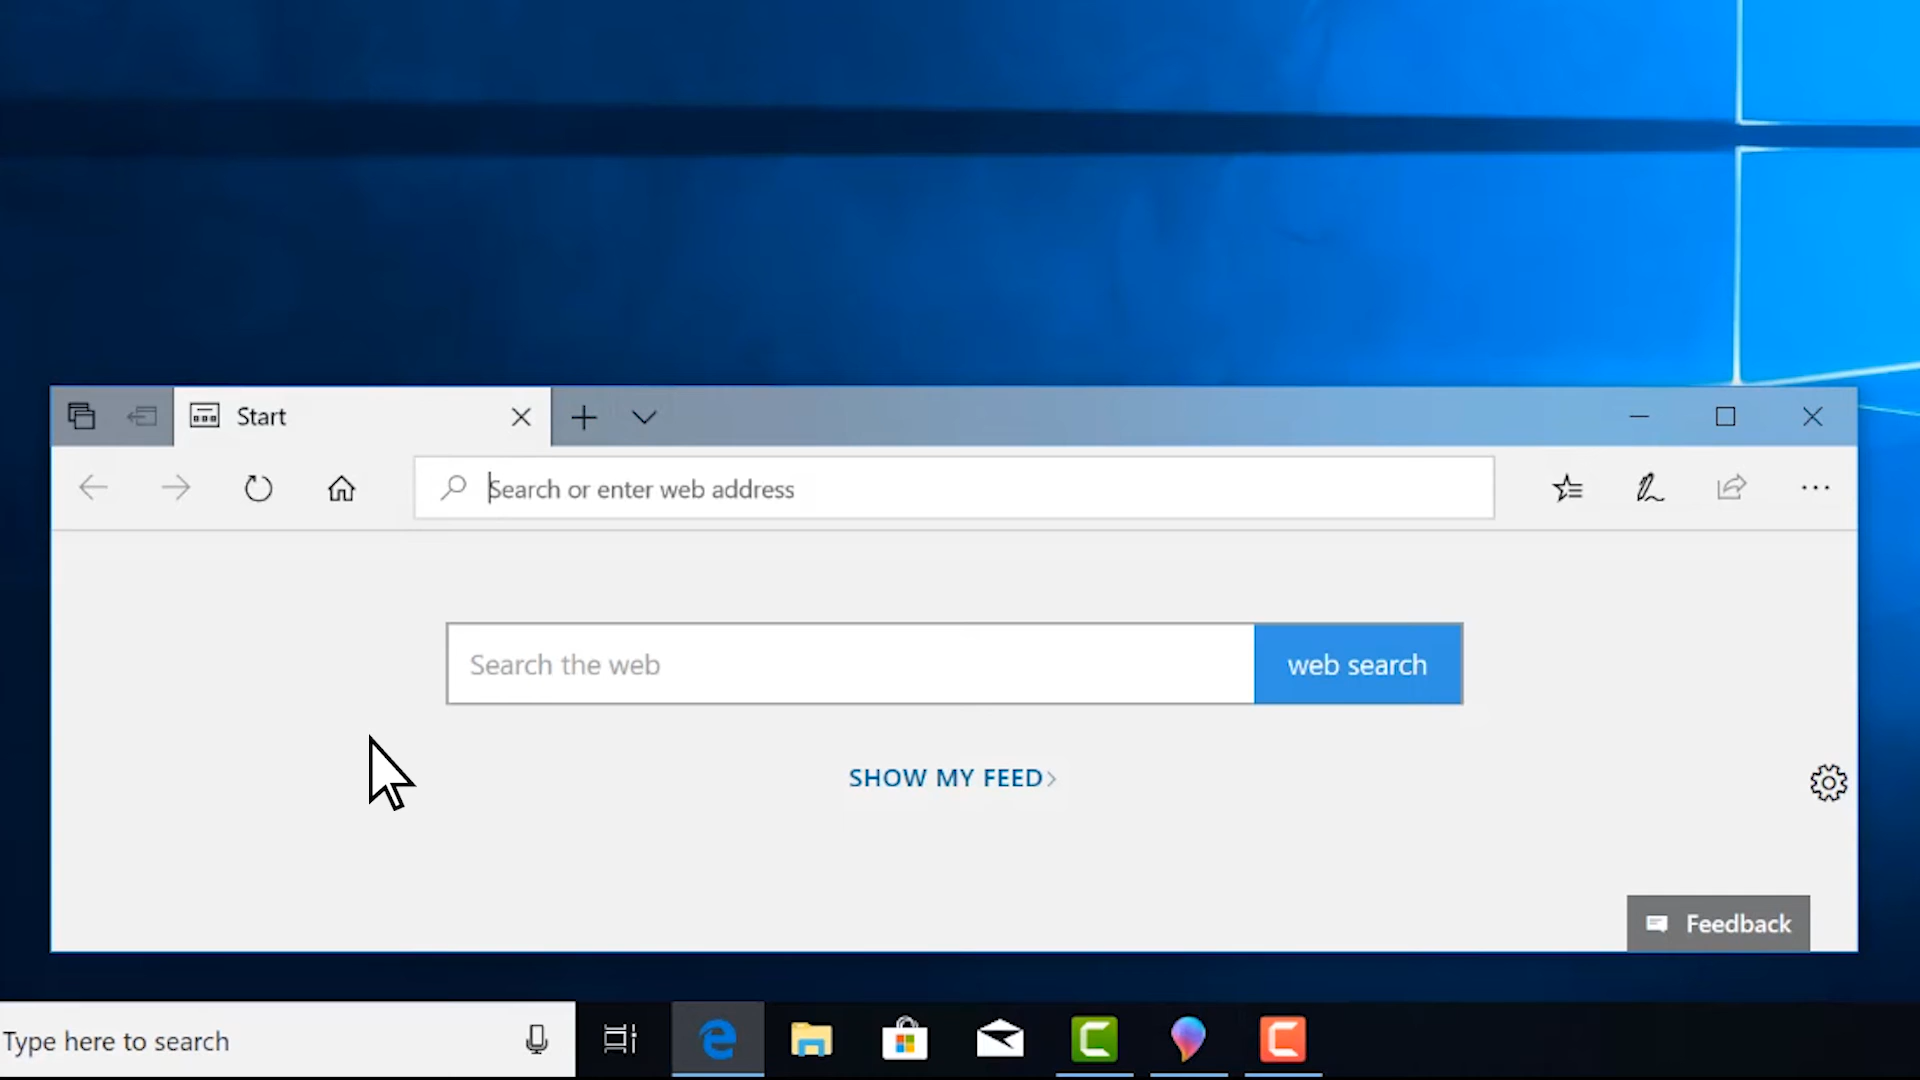 Start
Search or enter web address
Search the web
web search
SHOW MY FEED
Feedback
Type here to search